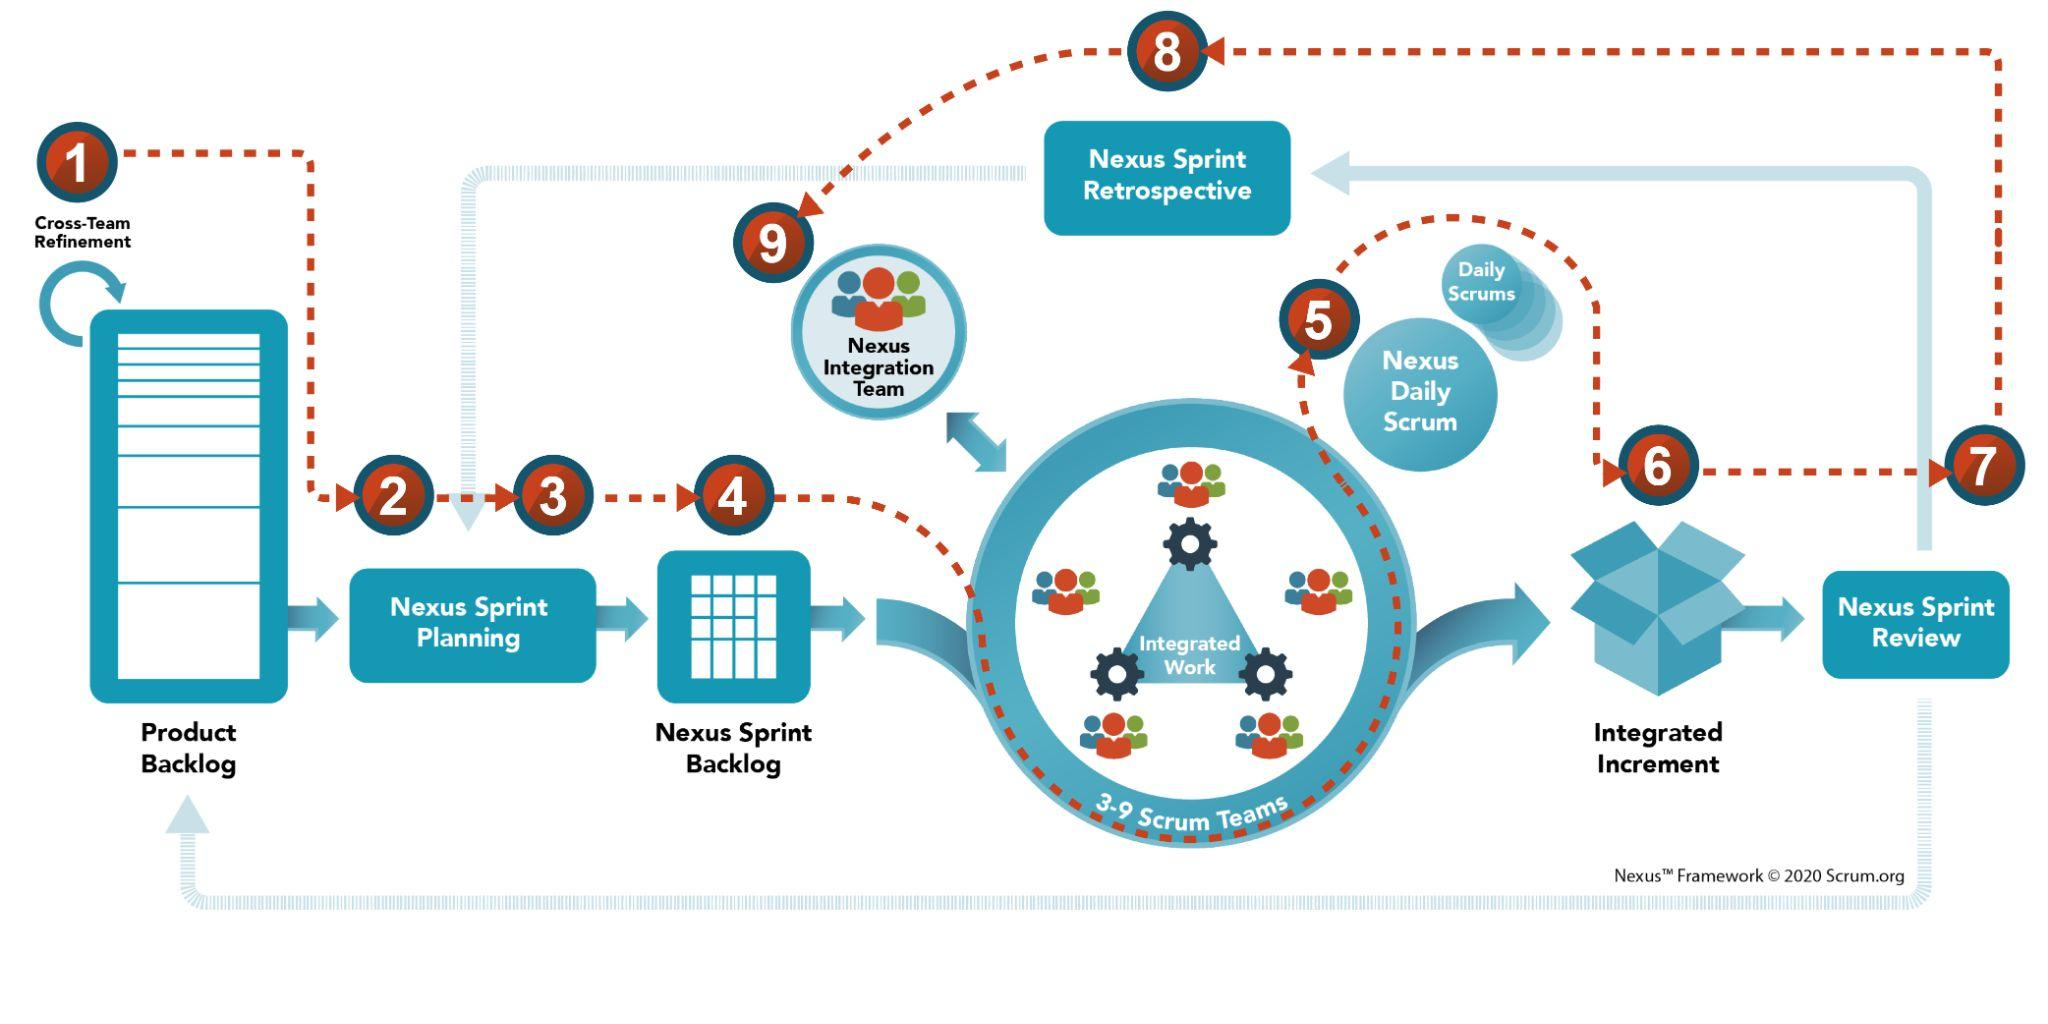 8
1
Cross-Team
Refinement
Nexus Sprint
Retrospective
9
Nexus
Integration
Team
5
Daily
Scrums
Nexus
Daily
Scrum
2
3
4
6
7
Nexus Sprint
Planning
Integrated
Work
Nexus Sprint
Review
Product
Backlog
Nexus Sprint
Backlog
3-9 Scrum Teams
Integrated
Increment
Nexus™ Framework © 2020 Scrum.org